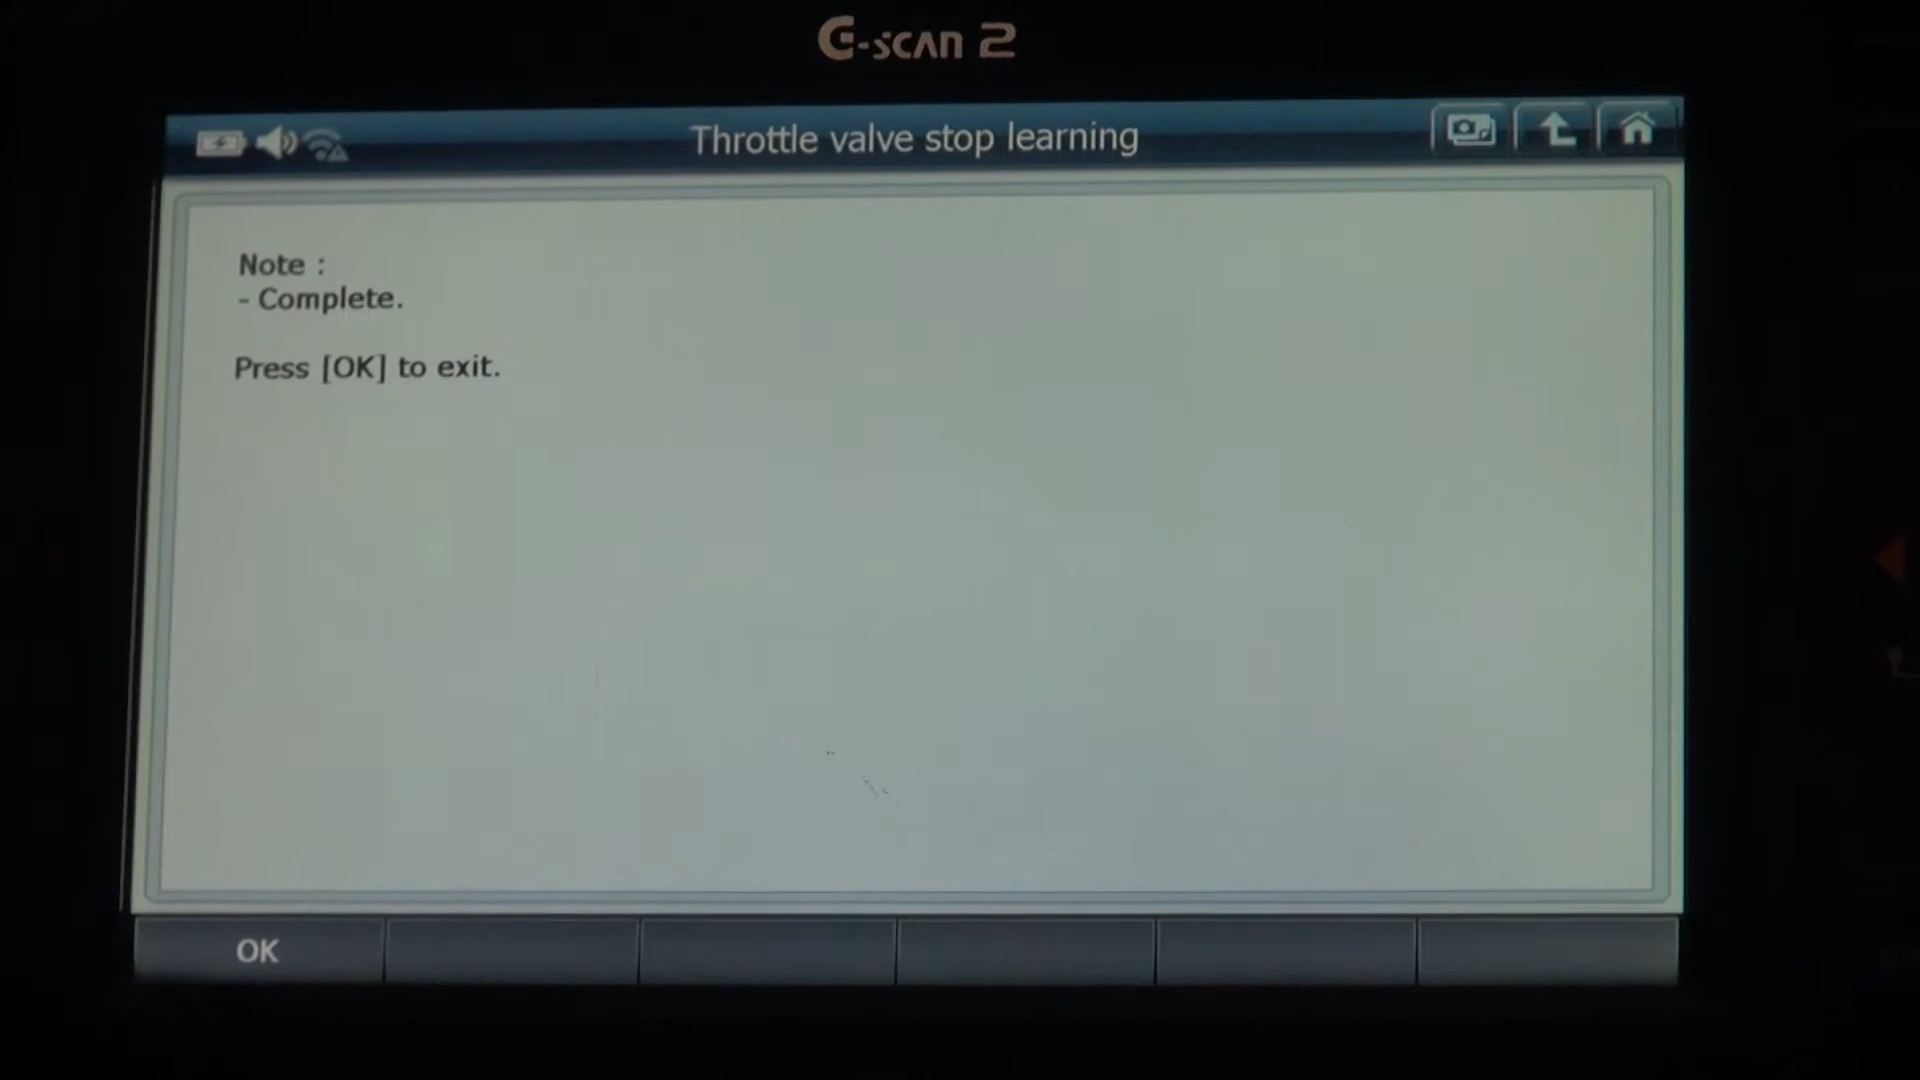 G-scan 2
Throttle valve stop learning
Note :
- Complete.
Press [OK] to exit.
OK